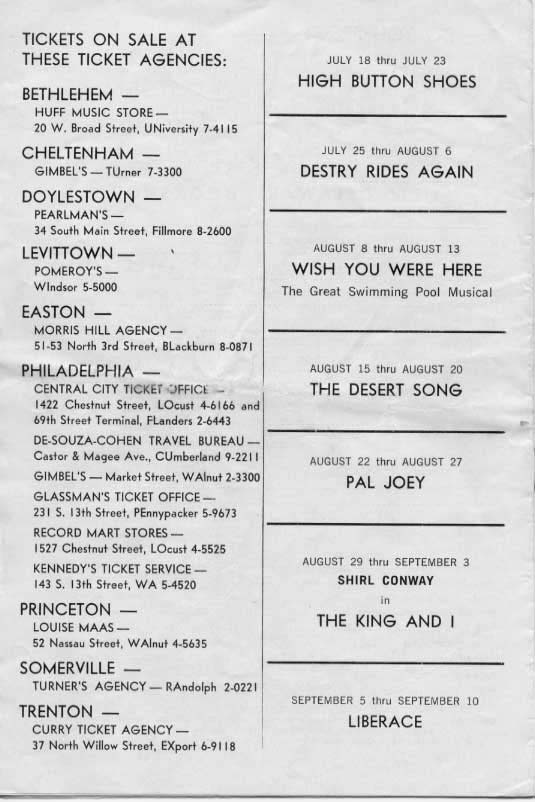 TICKETS ON SALE AT
THESE TICKET AGENCIES:
BETHLEHEM —
HUFF MUSIC STORE —
20 W. Broad Street, UNiversity 7-4115
CHELTENHAM —
GIMBEL'S — TUrner 7-3300
DOYLESTOWN —
PEARLMAN'S —
34 South Main Street, Fillmore 8-2600
LEVITTOWN —
POMEROY'S —
WIndsor 5-5000
EASTON —
MORRIS HILL AGENCY —
51-53 North 3rd Street, BLackburn 8-0871
PHILADELPHIA —
CENTRAL CITY TICKET OFFICE —
1422 Chestnut Street, LOcust 4-6166 and
69th Street Terminal, FLanders 2-6443
DE-SOUZA-COHEN TRAVEL BUREAU —
Castor & Magee Ave., CUmberland 9-2211
GIMBEL'S — Market Street, WAlnut 2-3300
GLASSMAN'S TICKET OFFICE —
231 S. 13th Street, PEnnypacker 5-9673
RECORD MART STORES —
1527 Chestnut Street, LOcust 4-5525
KENNEDY'S TICKET SERVICE —
143 S. 13th Street, WA 5-4520
PRINCETON —
LOUISE MAAS —
52 Nassau Street, WAlnut 4-5635
SOMERVILLE —
TURNER'S AGENCY — RAndolph 2-0221
TRENTON —
CURRY TICKET AGENCY —
37 North Willow Street, EXport 6-9118
JULY 18 thru JULY 23
HIGH BUTTON SHOES
JULY 25 thru AUGUST 6
DESTRY RIDES AGAIN
AUGUST 8 thru AUGUST 13
WISH YOU WERE HERE
The Great Swimming Pool Musical
AUGUST 15 thru AUGUST 20
THE DESERT SONG
AUGUST 22 thru AUGUST 27
PAL JOEY
AUGUST 29 thru SEPTEMBER 3
SHIRL CONWAY
in
THE KING AND I
SEPTEMBER 5 thru SEPTEMBER 10
LIBERACE